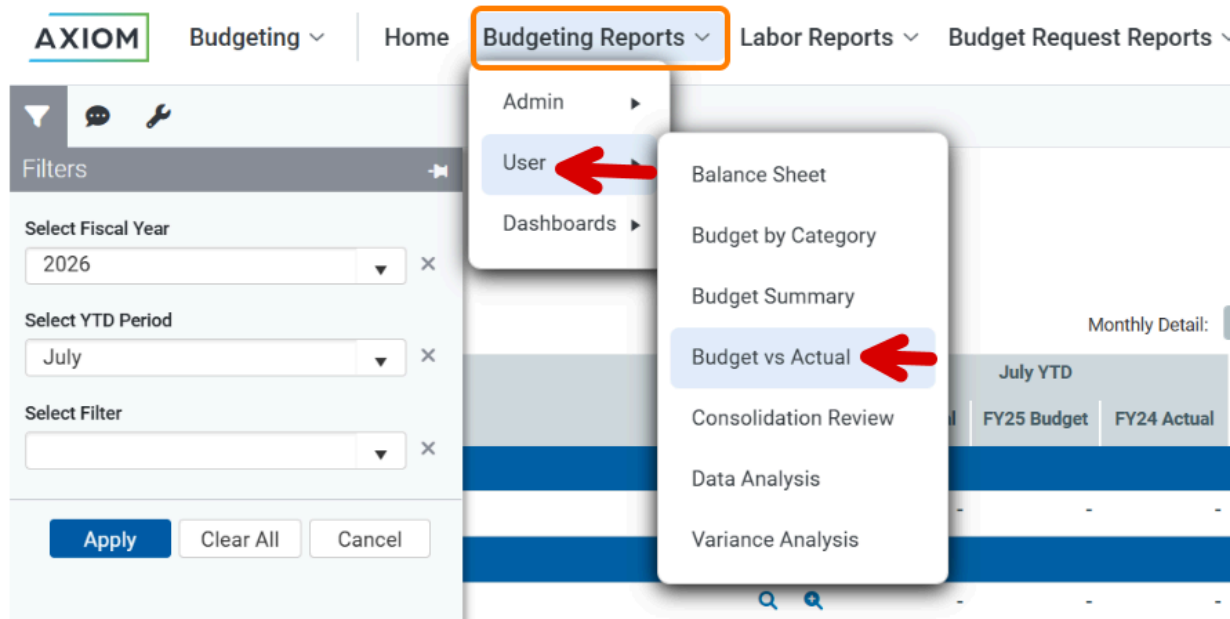 AXIOM Budgeting Home Budgeting Reports Labor Reports Budget Request Reports
Admin
User
Dashboards
Balance Sheet
Budget by Category
Budget Summary
Budget vs Actual
Consolidation Review
Data Analysis
Variance Analysis
Filters
Select Fiscal Year
2026
Select YTD Period
July
Select Filter
Apply Clear All Cancel
Monthly Detail:
July YTD
FY25 Budget FY24 Actual
- - -
- - -